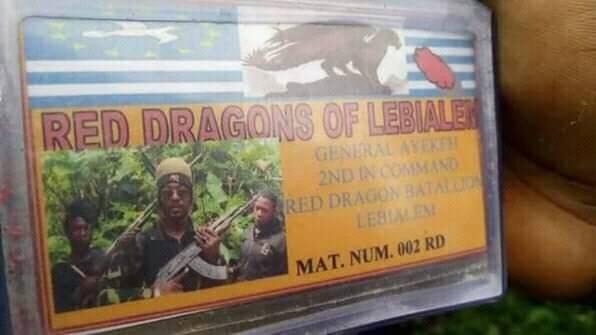 RED DRAGONS OF LEBIALEM
GENERAL AYEKEH
2ND IN COMMAND
RED DRAGON BATALLION
LEBIALEM
MAT. NUM. 002 RD